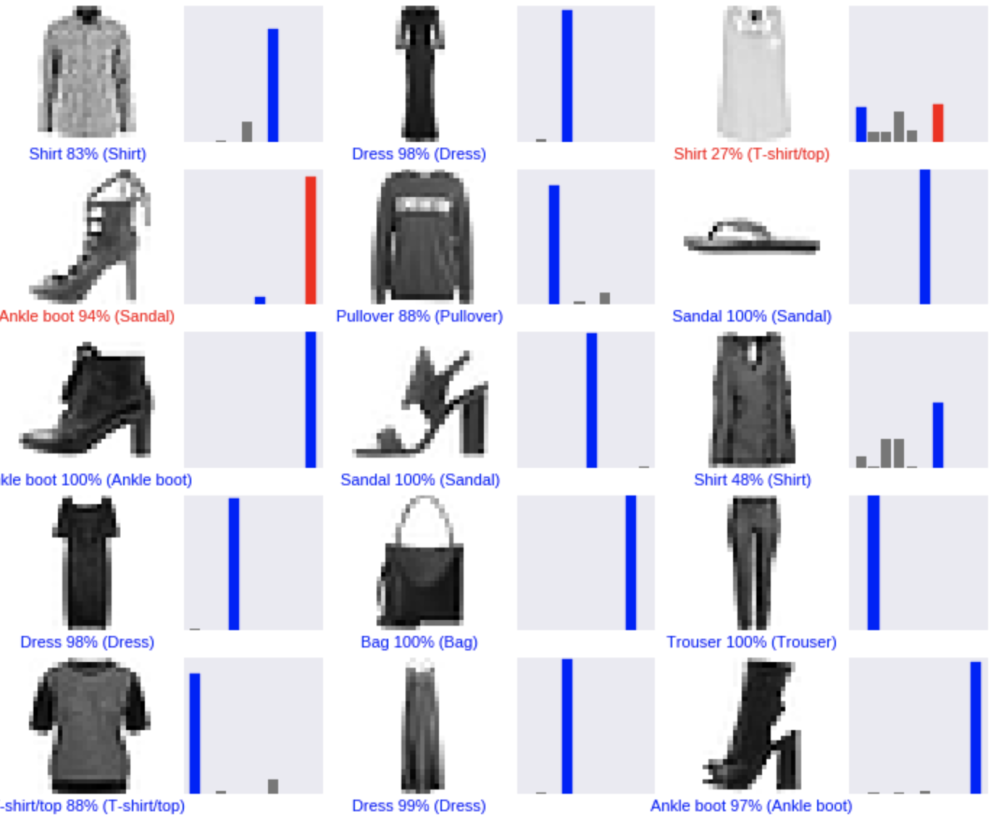 Shirt 83% (Shirt)
Dress 98% (Dress)
Shirt 27% (T-shirt/top)
Ankle boot 94% (Sandal)
Pullover 88% (Pullover)
Sandal 100% (Sandal)
kle boot 100% (Ankle boot)
Sandal 100% (Sandal)
Shirt 48% (Shirt)
Dress 98% (Dress)
Bag 100% (Bag)
Trouser 100% (Trouser)
-shirt/top 88% (T-shirt/top)
Dress 99% (Dress)
Ankle boot 97% (Ankle boot)